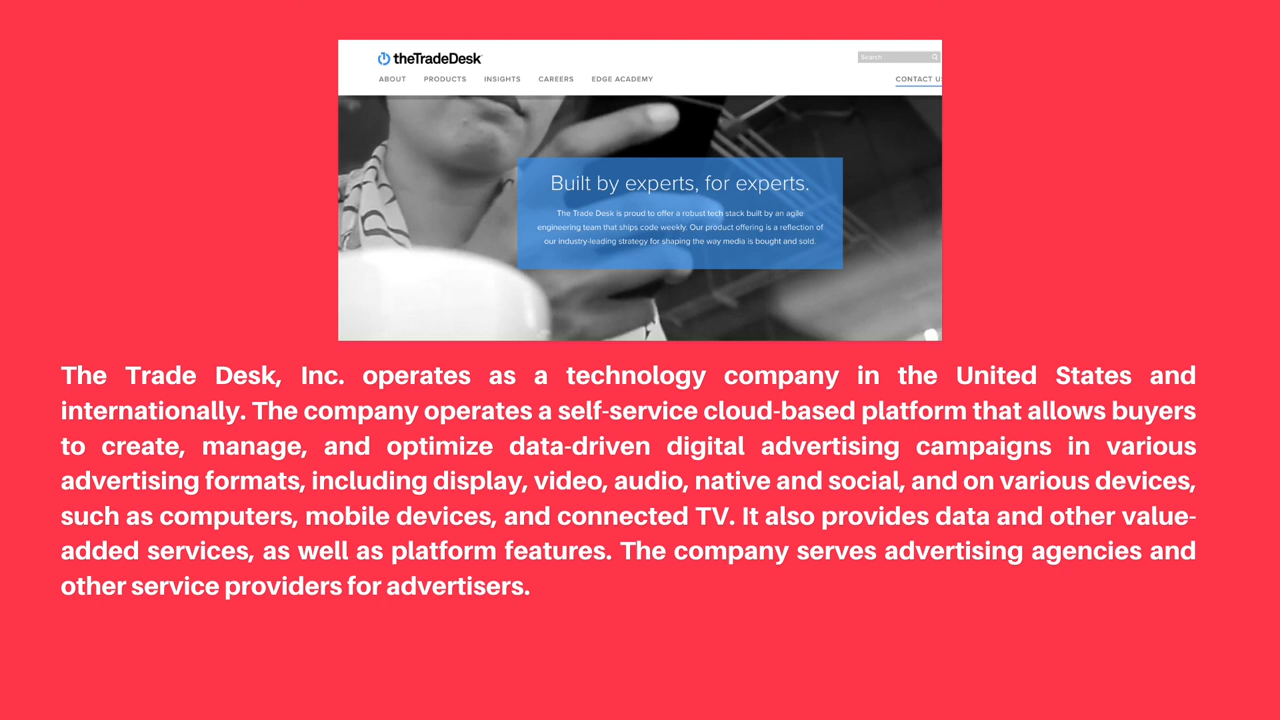 theTradeDesk
Search
ABOUT PRODUCTS INSIGHTS CAREERS EDGE ACADEMY
CONTACT US
Built by experts, for experts.
The Trade Desk is proud to offer a robust tech stack built by an agile
engineering team that ships code weekly. Our product offering is a reflection of
our industry-leading strategy for shaping the way media is bought and sold.
The Trade Desk, Inc. operates as a technology company in the United States and
internationally. The company operates a self-service cloud-based platform that allows buyers
to create, manage, and optimize data-driven digital advertising campaigns in various
advertising formats, including display, video, audio, native and social, and on various devices,
such as computers, mobile devices, and connected TV. It also provides data and other value-
added services, as well as platform features. The company serves advertising agencies and
other service providers for advertisers.